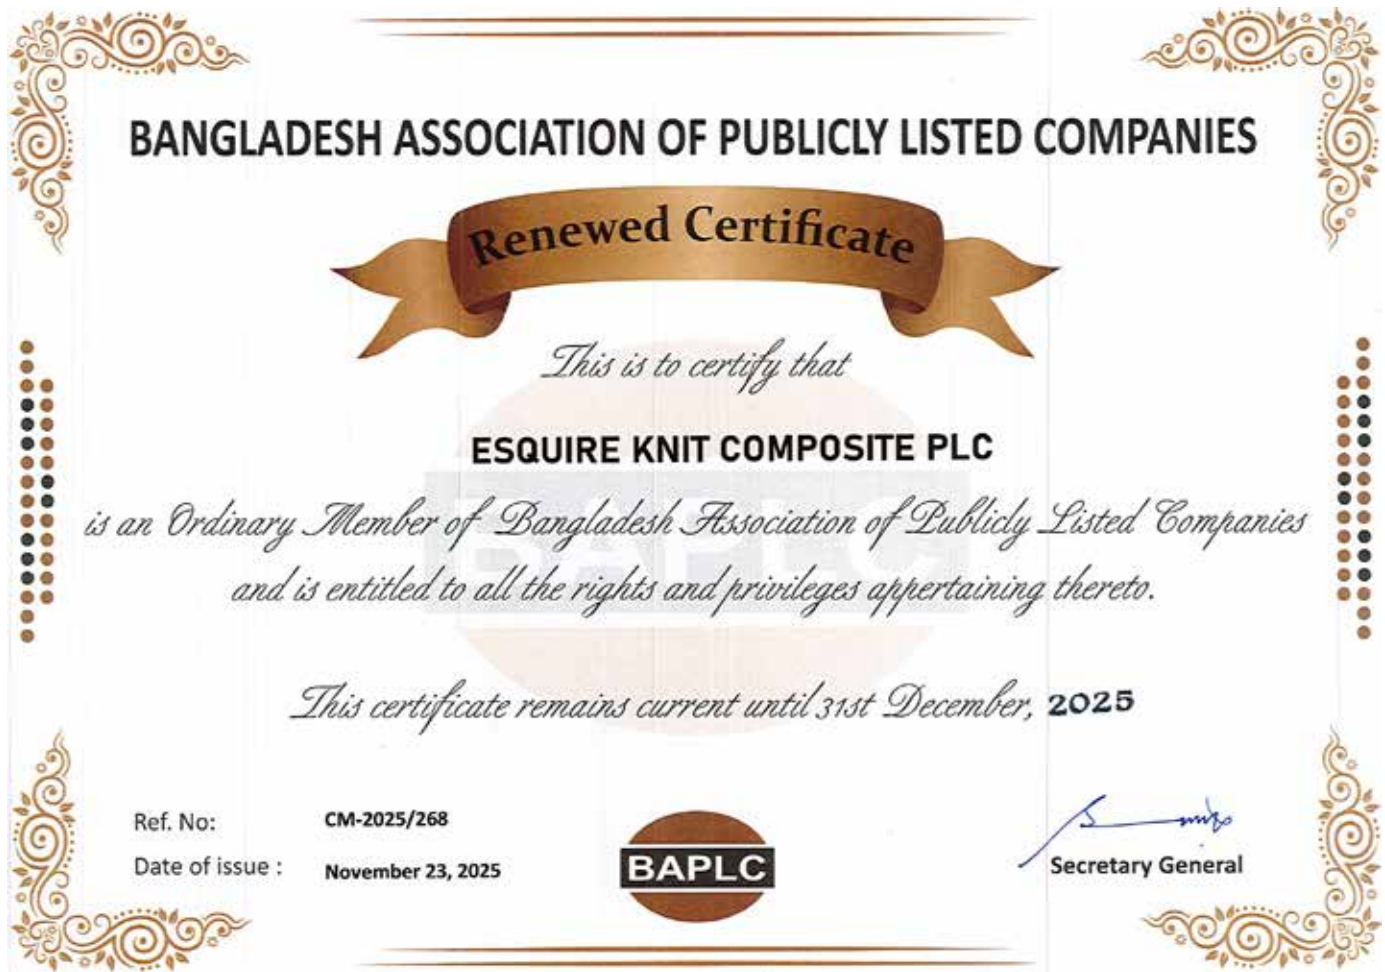 BANGLADESH ASSOCIATION OF PUBLICLY LISTED COMPANIES
Renewed Certificate
This is to certify that
ESQUIRE KNIT COMPOSITE PLC
is an Ordinary Member of Bangladesh Association of Publicly Listed Companies
and is entitled to all the rights and privileges appertaining thereto.
This certificate remains current until 31st December, 2025
Ref. No: CM-2025/268
Date of issue : November 23, 2025
BAPLC
Secretary General
BAPLC